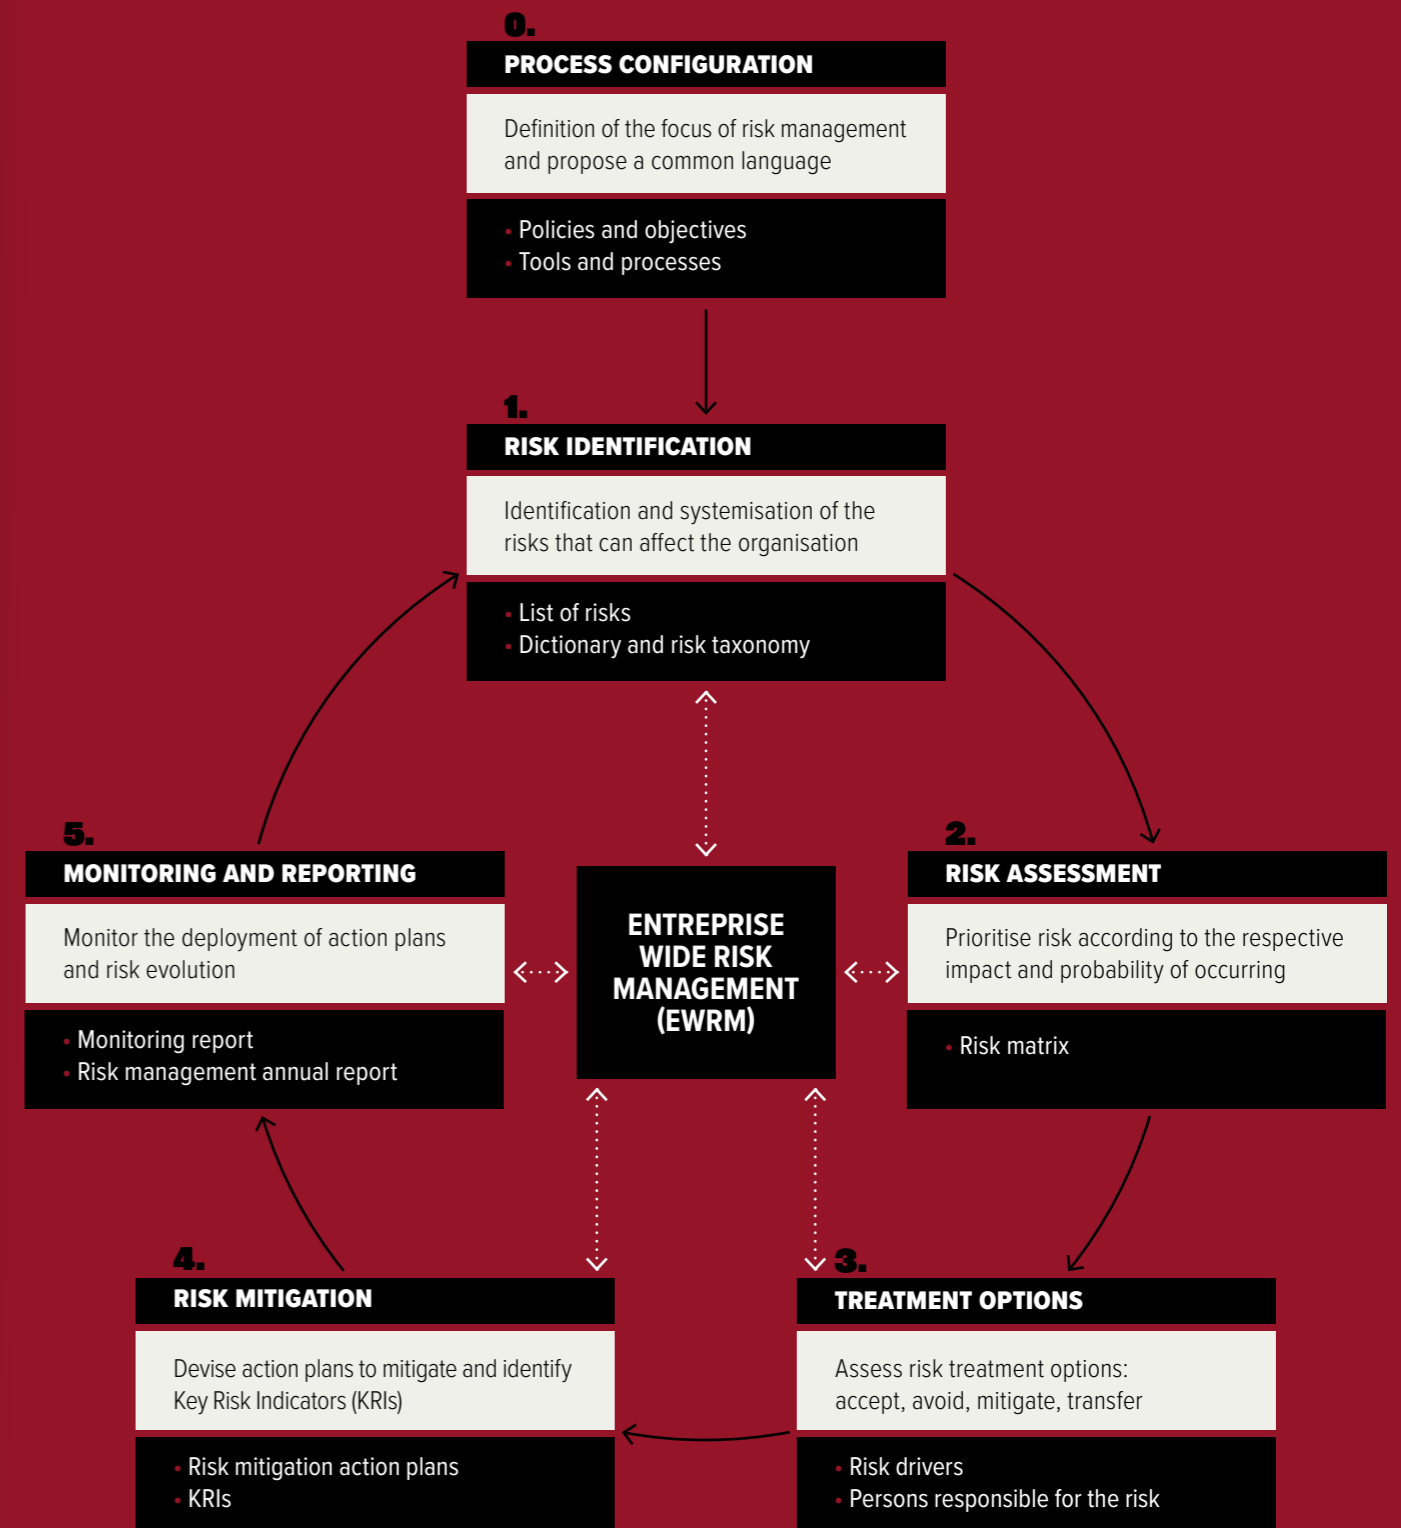 0.
PROCESS CONFIGURATION
Definition of the focus of risk management
and propose a common language
• Policies and objectives
• Tools and processes
1.
RISK IDENTIFICATION
Identification and systemisation of the
risks that can affect the organisation
• List of risks
• Dictionary and risk taxonomy
5.
MONITORING AND REPORTING
Monitor the deployment of action plans
and risk evolution
• Monitoring report
• Risk management annual report
ENTREPRISE
WIDE RISK
MANAGEMENT
(EWRM)
2.
RISK ASSESSMENT
Prioritise risk according to the respective
impact and probability of occurring
• Risk matrix
4.
RISK MITIGATION
Devise action plans to mitigate and identify
Key Risk Indicators (KRIs)
• Risk mitigation action plans
• KRIs
3.
TREATMENT OPTIONS
Assess risk treatment options:
accept, avoid, mitigate, transfer
• Risk drivers
• Persons responsible for the risk